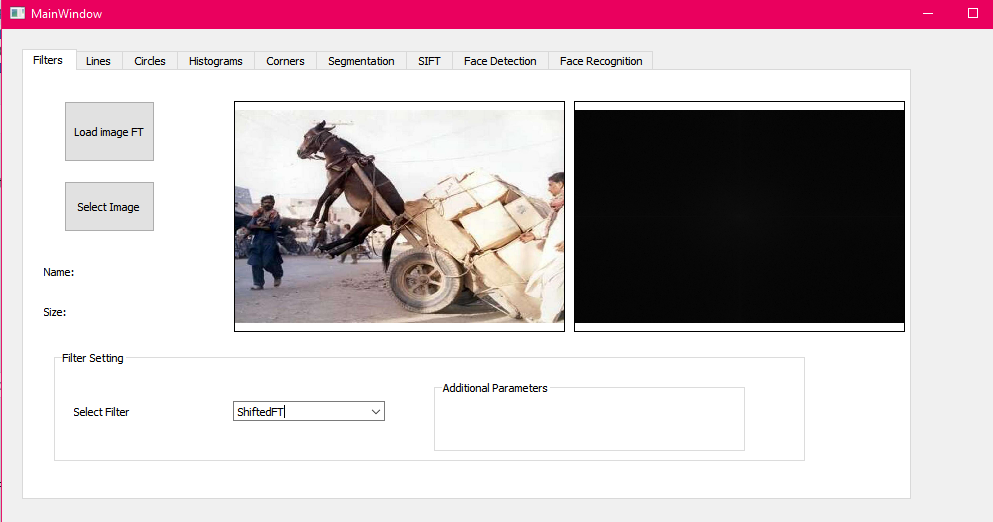 MainWindow
Filters Lines Circles Histograms Corners Segmentation SIFT Face Detection Face Recognition
Load image FT
Select Image
Name:
Size:
Filter Setting
Additional Parameters
Select Filter ShiftedFT